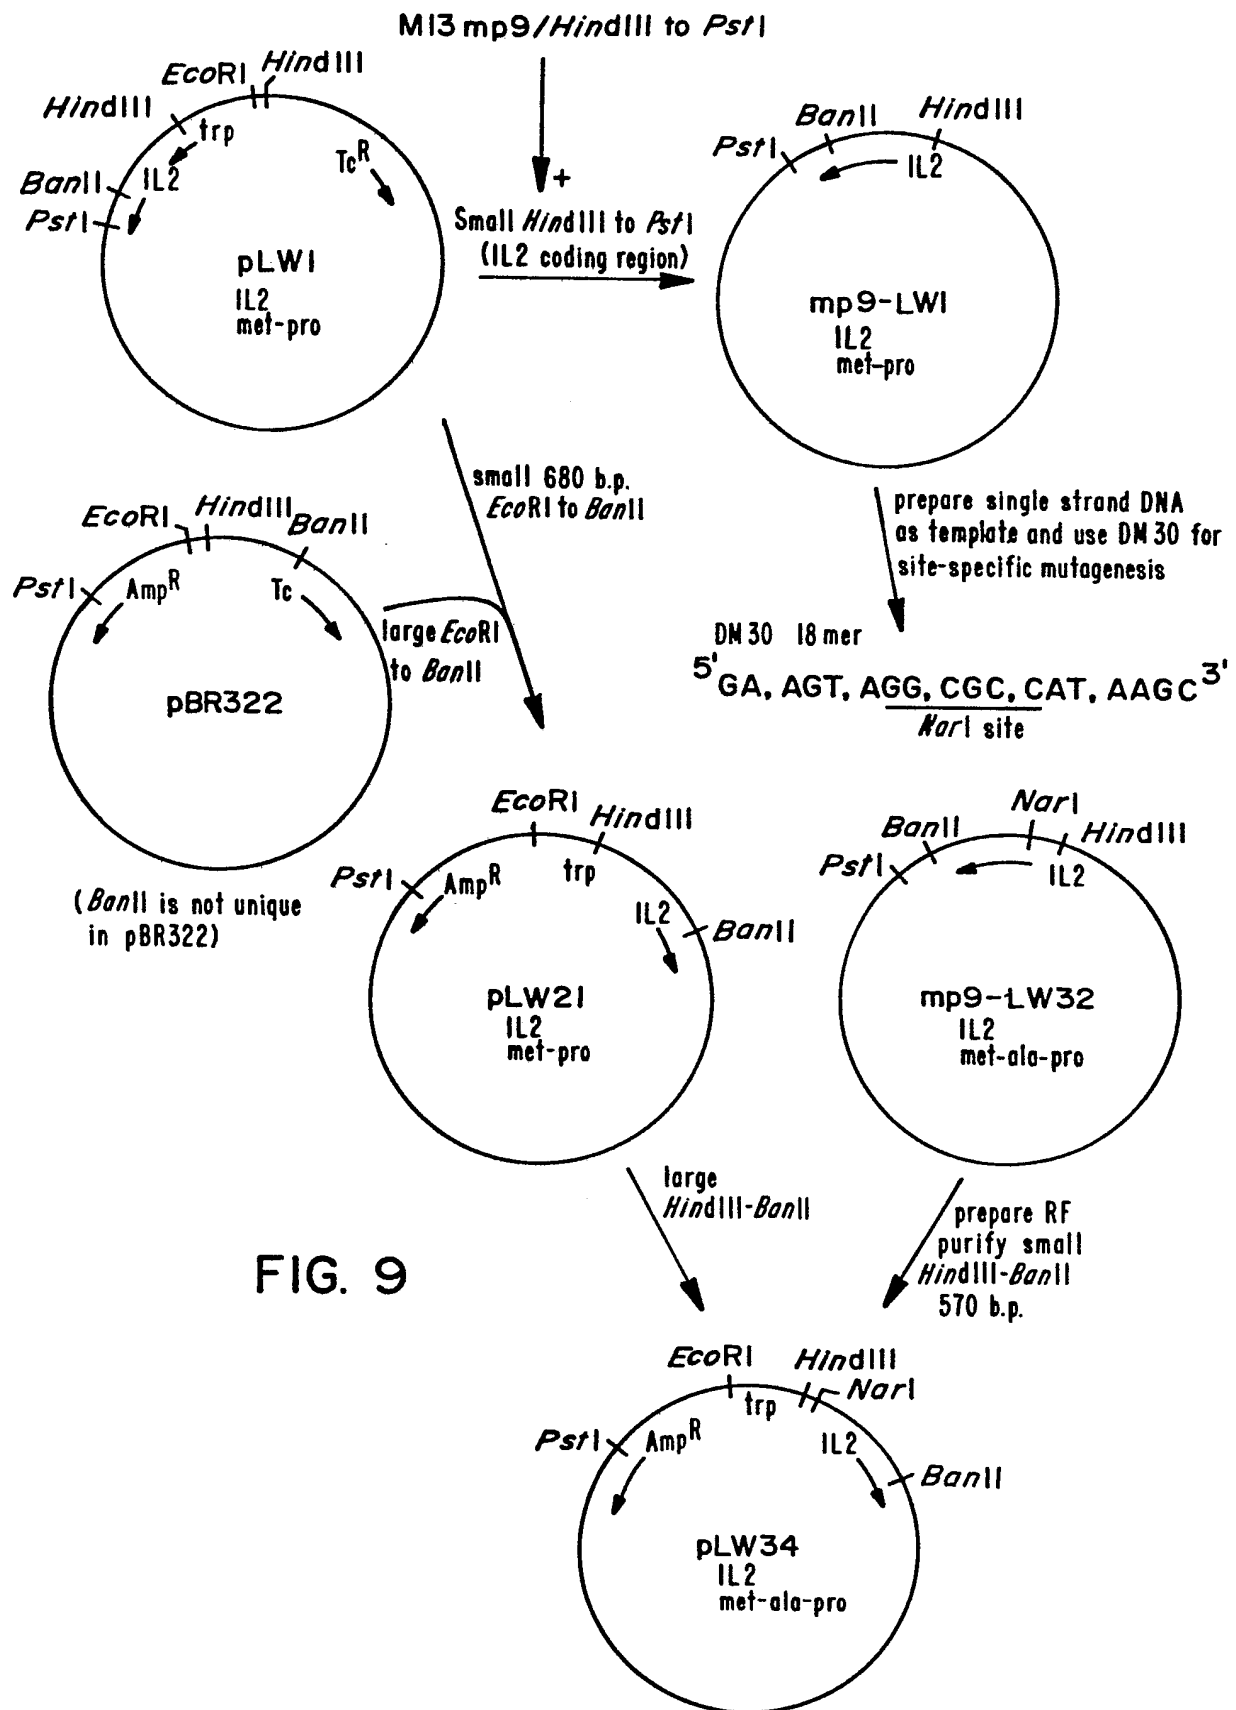 M13 mp9/HindIII to PstI
EcoRI
HindIII
HindIII
trp
TcR
IL2
BanII
PstI
pLW1
IL2
met-pro
+
Small HindIII to PstI
(IL2 coding region)
BanII
HindIII
PstI
IL2
mp9-LW1
IL2
met-pro
small 680 b.p.
EcoRI to BanII
prepare single strand DNA
as template and use DM30 for
site-specific mutagenesis
EcoRI
HindIII
BanII
PstI
AmpR
Tc
large EcoRI
to BanII
pBR322
(BanII is not unique
in pBR322)
DM30 18 mer
5' GA, AGT, AGG, CGC, CAT, AAGC 3'
NarI site
EcoRI
HindIII
PstI
AmpR
trp
IL2
BanII
pLW21
IL2
met-pro
NarI
BanII
HindIII
PstI
IL2
mp9-LW32
IL2
met-ala-pro
large
HindIII-BanII
prepare RF
purify small
HindIII-BanII
570 b.p.
FIG. 9
EcoRI
HindIII
NarI
trp
PstI
AmpR
IL2
BanII
pLW34
IL2
met-ala-pro